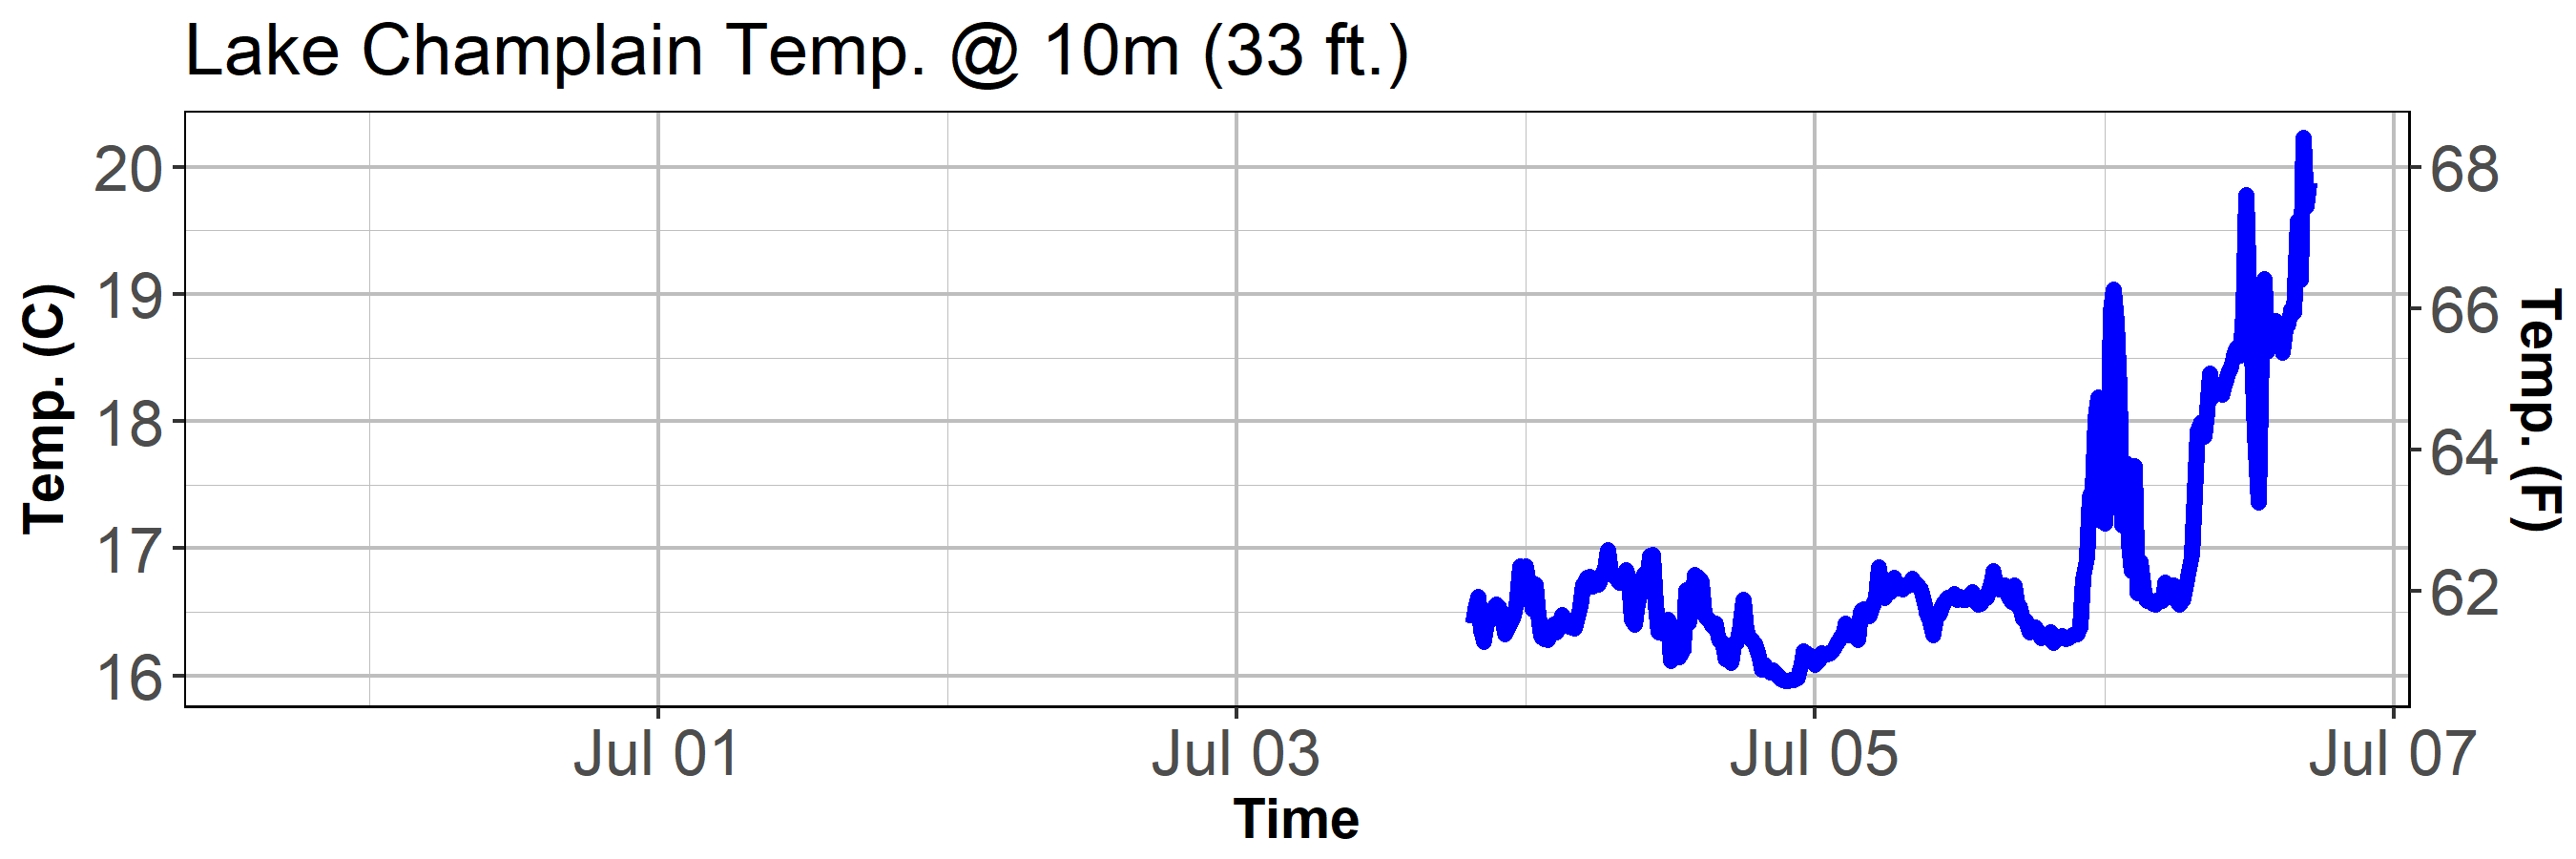 Lake Champlain Temp. @ 10m (33 ft.)
20
19
18
17
16
Temp. (C)
68
66
64
62
Temp. (F)
Jul 01 Jul 03 Jul 05 Jul 07
Time